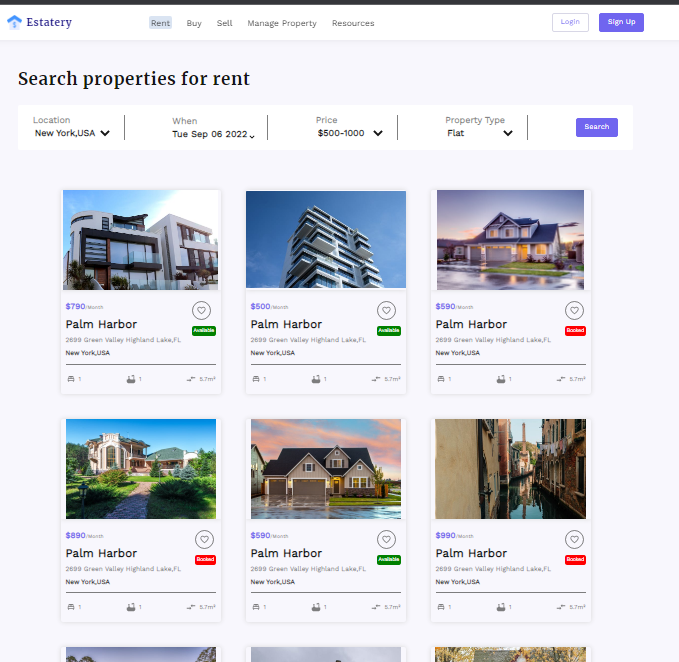 Estatery
Rent Buy Sell Manage Property Resources
Login
Sign Up
Search properties for rent
Location
New York,USA
When
Tue Sep 06 2022
Price
$500-1000
Property Type
Flat
Search
$790/Month
Available
Palm Harbor
2699 Green Valley Highland Lake,FL
New York,USA
1 1 5.7m²
$500/Month
Available
Palm Harbor
2699 Green Valley Highland Lake,FL
New York,USA
1 1 5.7m²
$590/Month
Booked
Palm Harbor
2699 Green Valley Highland Lake,FL
New York,USA
1 1 5.7m²
$890/Month
Booked
Palm Harbor
2699 Green Valley Highland Lake,FL
New York,USA
1 1 5.7m²
$590/Month
Available
Palm Harbor
2699 Green Valley Highland Lake,FL
New York,USA
1 1 5.7m²
$990/Month
Booked
Palm Harbor
2699 Green Valley Highland Lake,FL
New York,USA
1 1 5.7m²